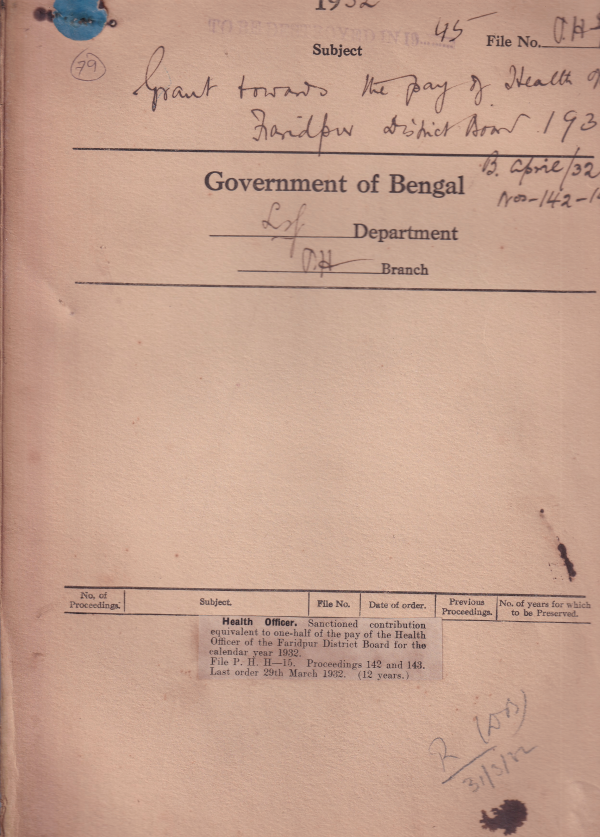 1932
45
Subject
File No.
79
Grant towards the pay of Health
Faridpur District Board 193
B. April/32
Nos-142-1
Government of Bengal
Department
Branch
No. of Proceedings. Subject. File No. Date of order. Previous Proceedings. No. of years for which to be Preserved.
Health Officer. Sanctioned contribution
equivalent to one-half of the pay of the Health
Officer of the Faridpur District Board for the
calendar year 1932.
File P. H. H—15. Proceedings 142 and 143.
Last order 29th March 1932. (12 years.)
31/3/32